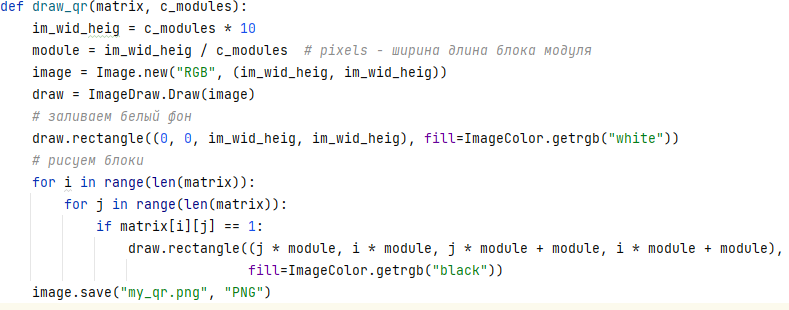 def draw_qr(matrix, c_modules):
    im_wid_heig = c_modules * 10
    module = im_wid_heig / c_modules  # pixels - ширина длина блока модуля
    image = Image.new("RGB", (im_wid_heig, im_wid_heig))
    draw = ImageDraw.Draw(image)
    # заливаем белый фон
    draw.rectangle((0, 0, im_wid_heig, im_wid_heig), fill=ImageColor.getrgb("white"))
    # рисуем блоки
    for i in range(len(matrix)):
        for j in range(len(matrix)):
            if matrix[i][j] == 1:
                draw.rectangle((j * module, i * module, j * module + module, i * module + module),
                               fill=ImageColor.getrgb("black"))
    image.save("my_qr.png", "PNG")